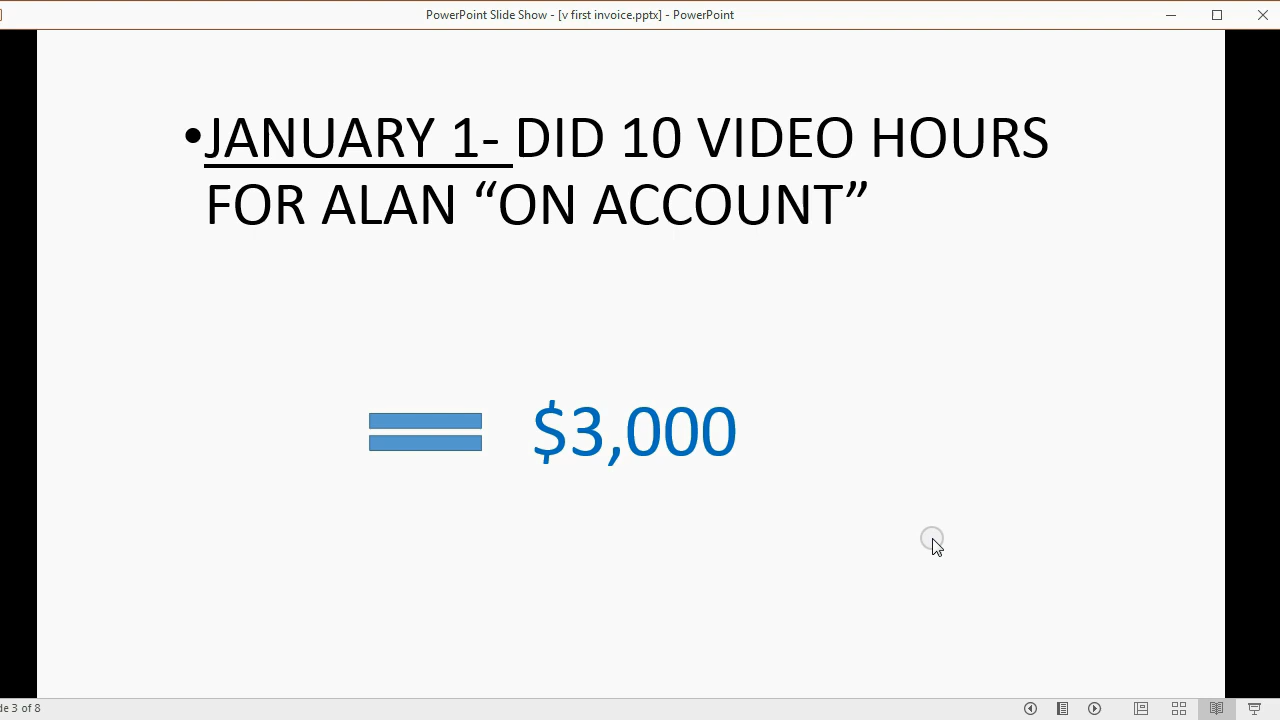 PowerPoint Slide Show - [v first invoice.pptx] - PowerPoint
•JANUARY 1- DID 10 VIDEO HOURS
FOR ALAN “ON ACCOUNT”
$3,000
de 3 of 8